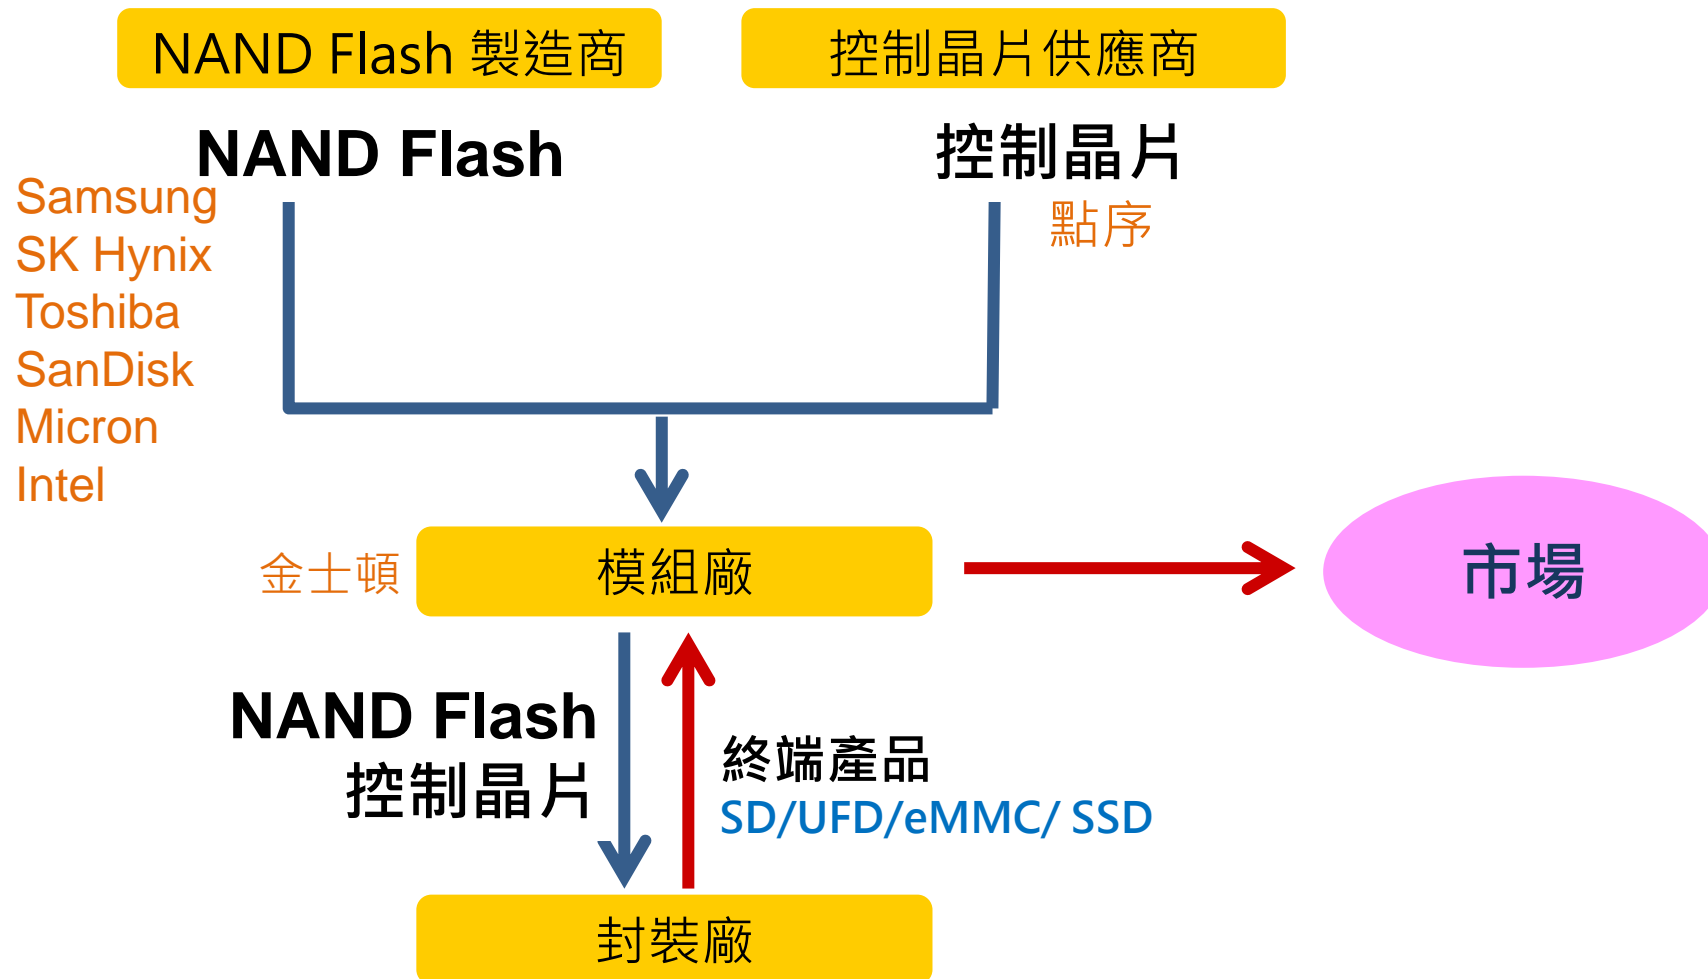 NAND Flash 製造商
控制晶片供應商
NAND Flash
控制晶片
Samsung
SK Hynix
Toshiba
SanDisk
Micron
Intel
點序
金士頓
模組廠
市場
NAND Flash
控制晶片
終端產品
SD/UFD/eMMC/ SSD
封裝廠